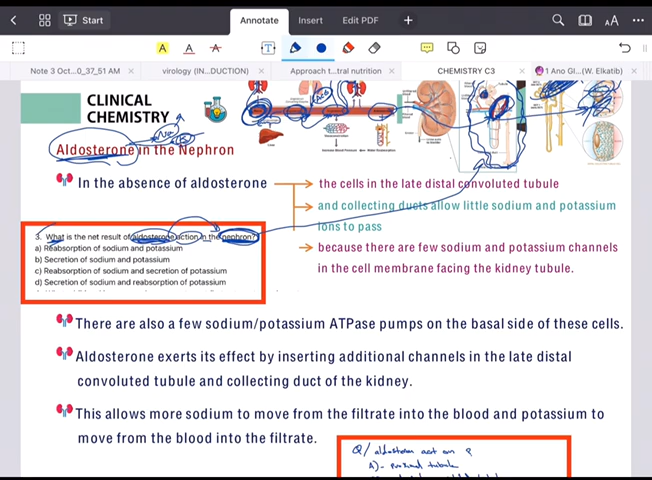 Start
Annotate
Insert
Edit PDF
Note 3 Oct...0_37_51 AM
virology (IN...DUCTION)
Approach t...tral nutrition
CHEMISTRY C3
1 Ano Gl...(W. Elkatib)
CLINICAL
CHEMISTRY
Aldosterone in the Nephron
In the absence of aldosterone
the cells in the late distal convoluted tubule
and collecting ducts allow little sodium and potassium
ions to pass
because there are few sodium and potassium channels
in the cell membrane facing the kidney tubule.
3. What is the net result of aldosterone action in the nephron?
a) Reabsorption of sodium and potassium
b) Secretion of sodium and potassium
c) Reabsorption of sodium and secretion of potassium
d) Secretion of sodium and reabsorption of potassium
There are also a few sodium/potassium ATPase pumps on the basal side of these cells.
Aldosterone exerts its effect by inserting additional channels in the late distal
convoluted tubule and collecting duct of the kidney.
This allows more sodium to move from the filtrate into the blood and potassium to
move from the blood into the filtrate.
Q/ aldosteron act on ?
A)- proximal tubule